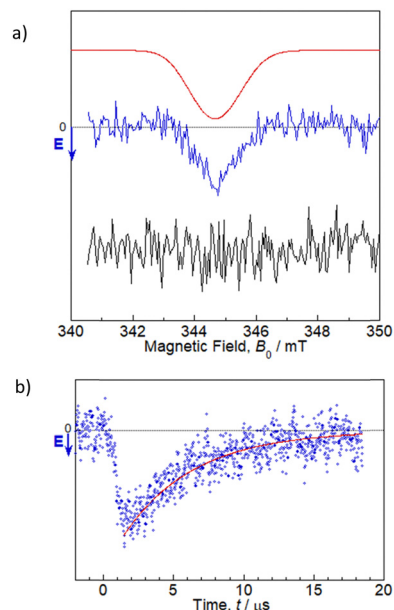 a)
0
E
340 342 344 346 348 350
Magnetic Field, B₀ / mT
b)
0
E
0 5 10 15 20
Time, t / μs